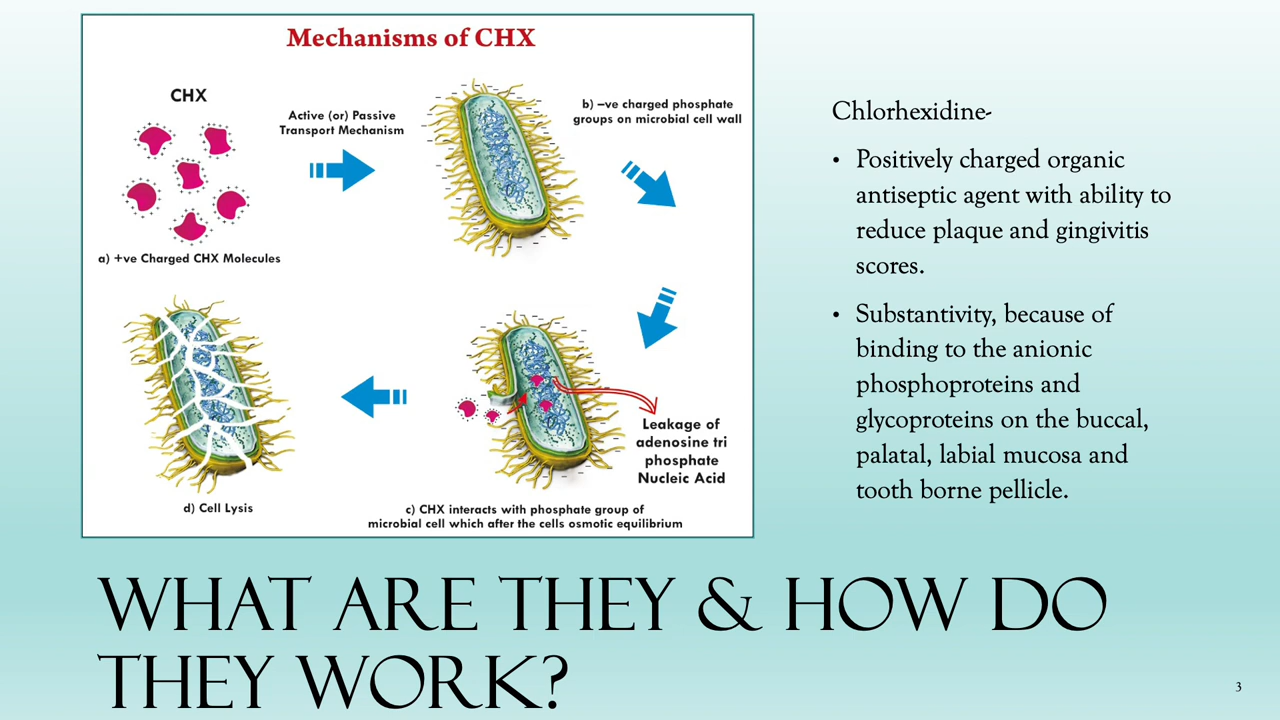 Mechanisms of CHX
CHX
a) +ve Charged CHX Molecules
Active (or) Passive
Transport Mechanism
b) –ve charged phosphate
groups on microbial cell wall
Leakage of
adenosine tri
phosphate
Nucleic Acid
c) CHX interacts with phosphate group of
microbial cell which after the cells osmotic equilibrium
d) Cell Lysis
Chlorhexidine-
• Positively charged organic
antiseptic agent with ability to
reduce plaque and gingivitis
scores.
• Substantivity, because of
binding to the anionic
phosphoproteins and
glycoproteins on the buccal,
palatal, labial mucosa and
tooth borne pellicle.
WHAT ARE THEY & HOW DO
THEY WORK?
3